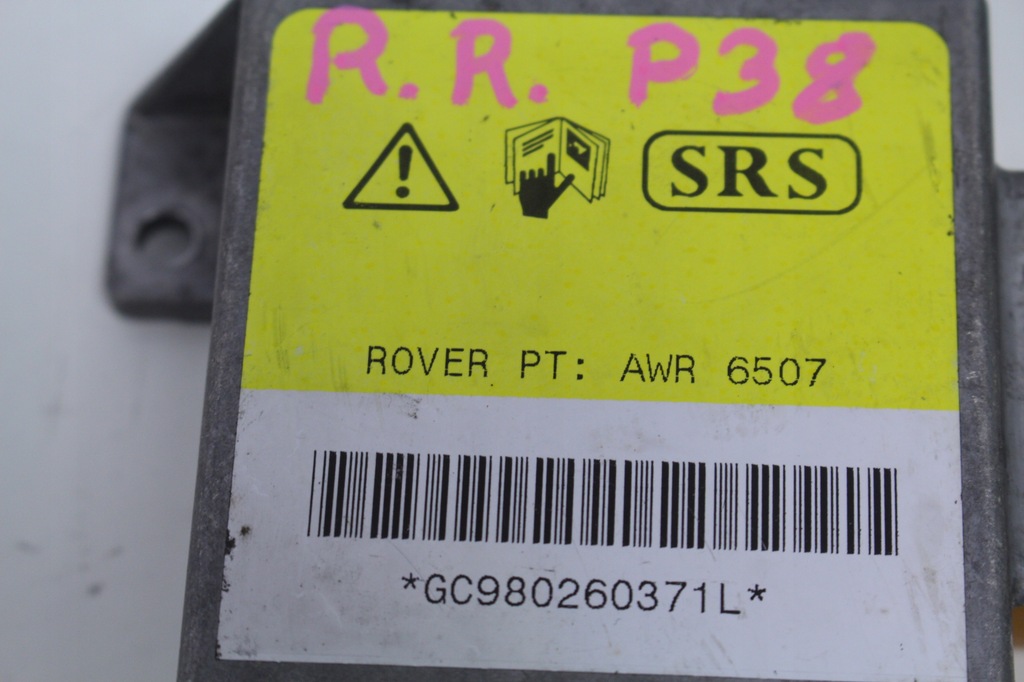 R.R. P38
SRS
ROVER PT: AWR 6507
*GC980260371L*